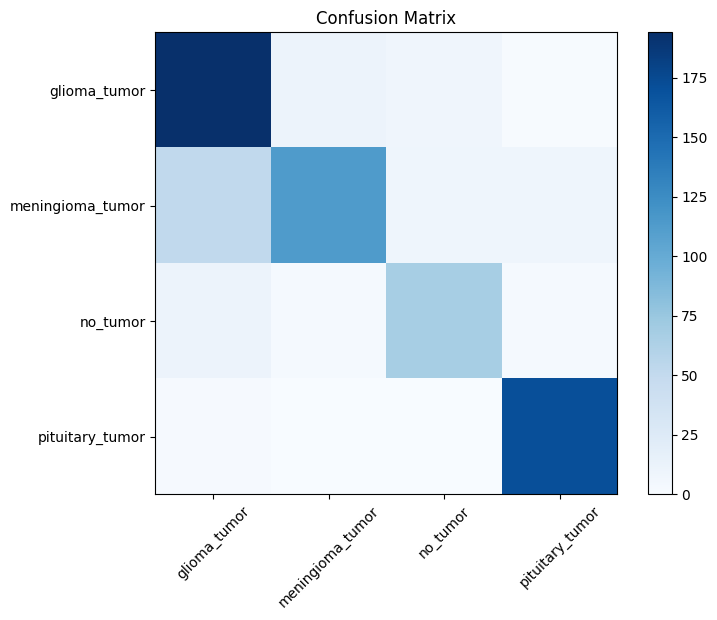 Confusion Matrix
glioma_tumor
meningioma_tumor
no_tumor
pituitary_tumor
glioma_tumor
meningioma_tumor
no_tumor
pituitary_tumor
175
150
125
100
75
50
25
0